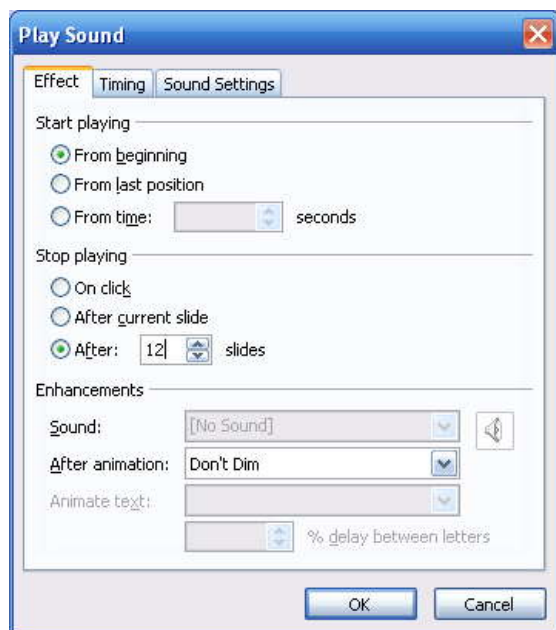 Play Sound
Effect Timing Sound Settings
Start playing
From beginning
From last position
From time: seconds
Stop playing
On click
After current slide
After: 12 slides
Enhancements
Sound: [No Sound]
After animation: Don't Dim
Animate text:
% delay between letters
OK Cancel